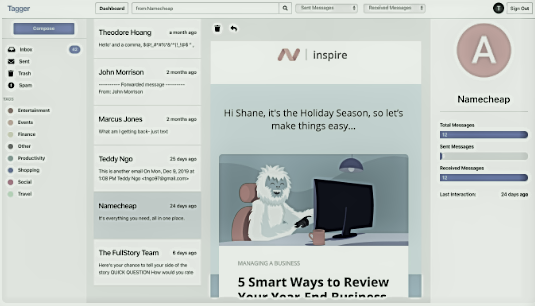 Tagger
Dashboard
from:Namecheap
Sent Messages
Received Messages
T
Sign Out
Compose
Inbox
Sent
Trash
Spam
TAGS
Entertainment
Events
Finance
Other
Productivity
Shopping
Social
Travel
Theodore Hoang
a month ago
Hello! and a comma,
John Morrison
2 months ago
---------- Forwarded message ----------
From: John Morrison
Marcus Jones
2 months ago
What am I getting back- just text
Teddy Ngo
25 days ago
This is another email On Mon, Dec 9, 2019 at
1:08 PM Teddy Ngo
Namecheap
24 days ago
It's everything you need, all in one place.
The FullStory Team
6 days ago
Here's your chance to tell your side of the
story QUICK QUESTION How would you rate
inspire
Hi Shane, it's the Holiday Season, so let's
make things easy...
MANAGING A BUSINESS
5 Smart Ways to Review
Your Year-End Business
A
Namecheap
Total Messages
12
Sent Messages
Received Messages
12
Last Interaction:
24 days ago